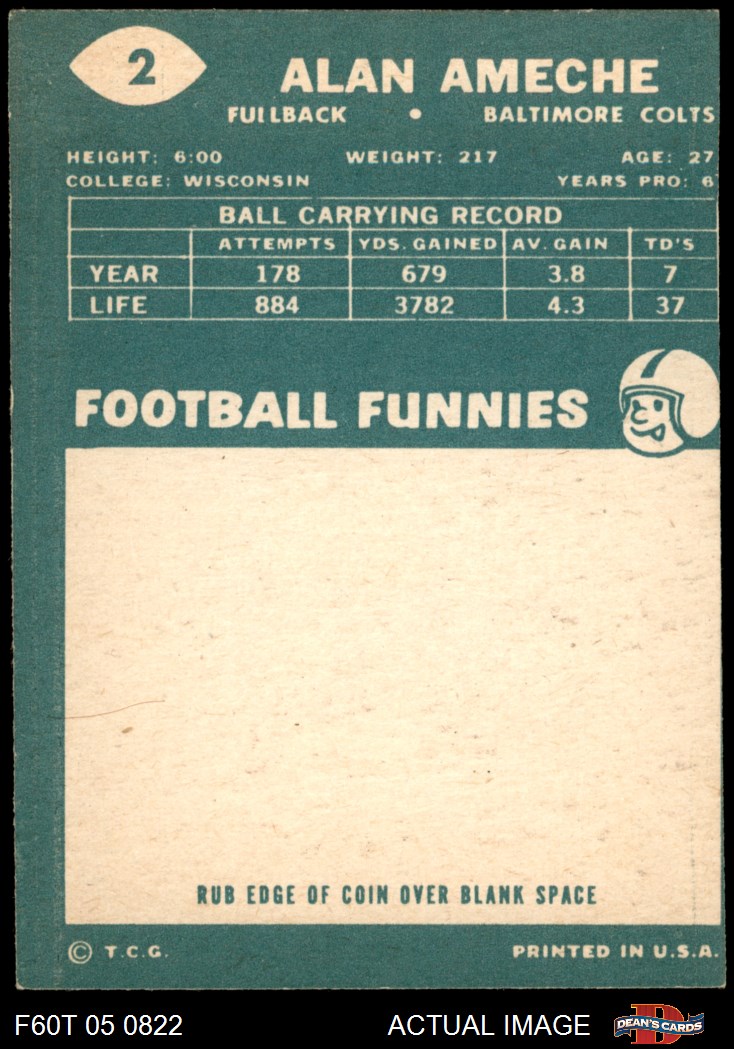 2
ALAN AMECHE
FULLBACK • BALTIMORE COLTS
HEIGHT: 6:00 WEIGHT: 217 AGE: 27
COLLEGE: WISCONSIN YEARS PRO: 6
BALL CARRYING RECORD
ATTEMPTS YDS. GAINED AV. GAIN TD'S
YEAR 178 679 3.8 7
LIFE 884 3782 4.3 37
FOOTBALL FUNNIES
RUB EDGE OF COIN OVER BLANK SPACE
© T.C.G. PRINTED IN U.S.A.
F60T 05 0822 ACTUAL IMAGE D DEAN'S CARDS